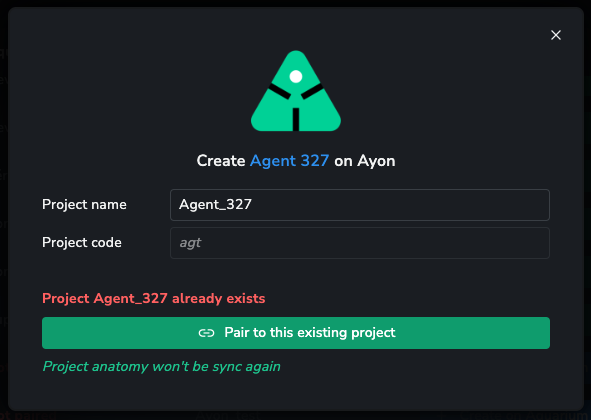 Create Agent 327 on Ayon
Project name
Agent_327
Project code
agt
Project Agent_327 already exists
Pair to this existing project
Project anatomy won't be sync again